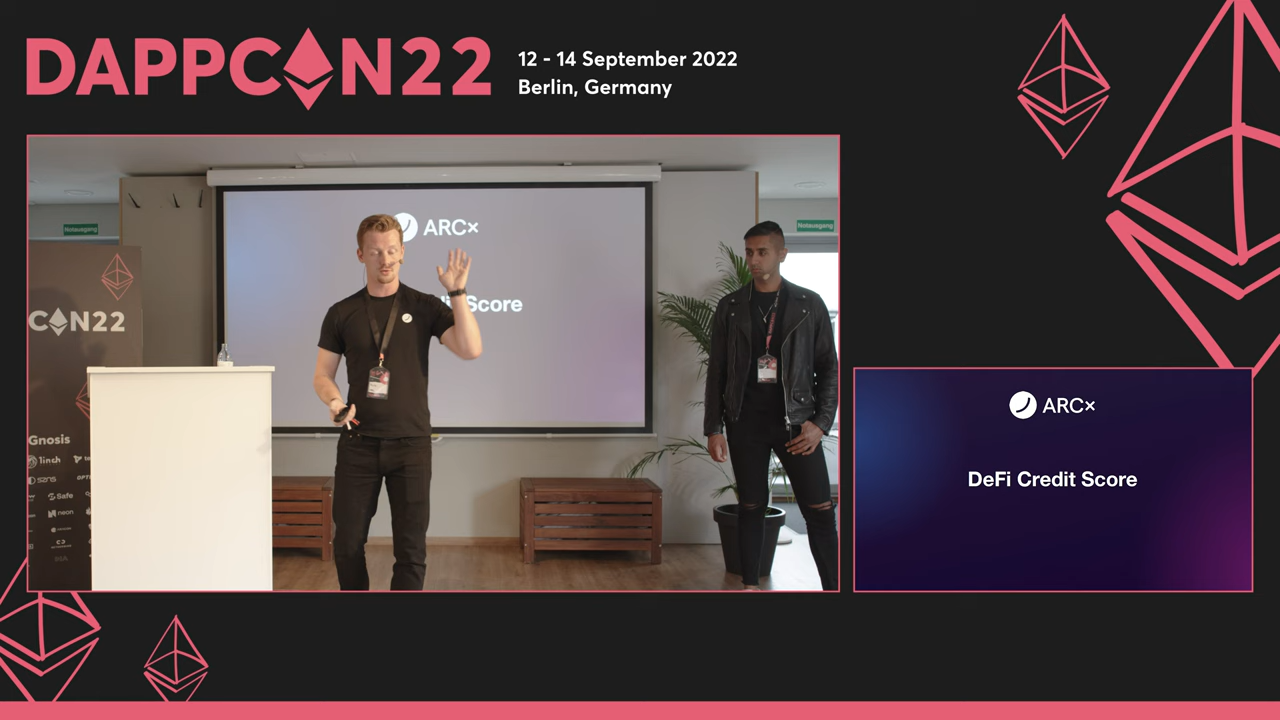 DAPPCON22
12 - 14 September 2022
Berlin, Germany
Notausgang
Notausgang
ARCx
Score
CON22
Gnosis
1inch
Safe
neon
ARCx
DeFi Credit Score